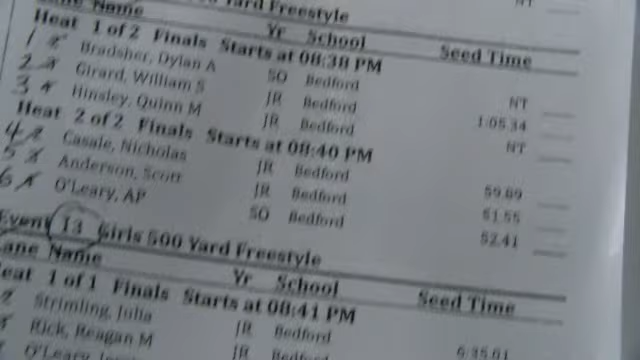 Yard Freestyle NT
Lane Name Yr School Seed Time
Heat 1 of 2 Finals Starts at 08:38 PM
1 Bradsher, Dylan A SO Bedford NT
2 Girard, William S JR Bedford 1:05.34
3 Hinsley, Quinn M JR Bedford NT
Heat 2 of 2 Finals Starts at 08:40 PM
4 Casale, Nicholas JR Bedford 59.89
5 Anderson, Scott JR Bedford 51.55
6 O'Leary, AP SO Bedford 52.41
Event 13 Girls 500 Yard Freestyle
Lane Name Yr School Seed Time
Heat 1 of 1 Finals Starts at 08:41 PM
Strimling, Julia JR Bedford
Rick, Reagan M JR Bedford 6:35.61
O'Leary,